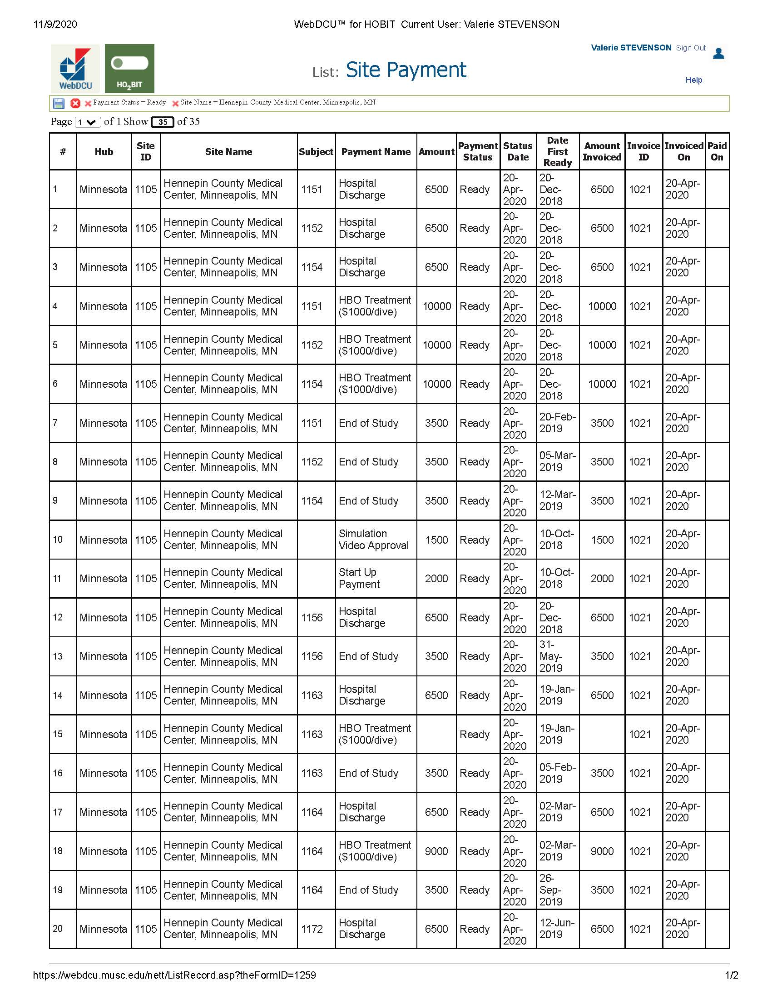 11/9/2020 WebDCU™ for HOBIT Current User: Valerie STEVENSON
WebDCU
HO2BIT
List: Site Payment
Valerie STEVENSON Sign Out
Help
Payment Status = Ready Site Name = Hennepin County Medical Center, Minneapolis, MN
Page 1 of 1 Show 35 of 35
# Hub Site ID Site Name Subject Payment Name Amount Payment Status Status Date Date First Ready Amount Invoiced Invoice ID Invoiced On Paid On
1 Minnesota 1105 Hennepin County Medical Center, Minneapolis, MN 1151 Hospital Discharge 6500 Ready 20-Apr-2020 20-Dec-2018 6500 1021 20-Apr-2020
2 Minnesota 1105 Hennepin County Medical Center, Minneapolis, MN 1152 Hospital Discharge 6500 Ready 20-Apr-2020 20-Dec-2018 6500 1021 20-Apr-2020
3 Minnesota 1105 Hennepin County Medical Center, Minneapolis, MN 1154 Hospital Discharge 6500 Ready 20-Apr-2020 20-Dec-2018 6500 1021 20-Apr-2020
4 Minnesota 1105 Hennepin County Medical Center, Minneapolis, MN 1151 HBO Treatment ($1000/dive) 10000 Ready 20-Apr-2020 20-Dec-2018 10000 1021 20-Apr-2020
5 Minnesota 1105 Hennepin County Medical Center, Minneapolis, MN 1152 HBO Treatment ($1000/dive) 10000 Ready 20-Apr-2020 20-Dec-2018 10000 1021 20-Apr-2020
6 Minnesota 1105 Hennepin County Medical Center, Minneapolis, MN 1154 HBO Treatment ($1000/dive) 10000 Ready 20-Apr-2020 20-Dec-2018 10000 1021 20-Apr-2020
7 Minnesota 1105 Hennepin County Medical Center, Minneapolis, MN 1151 End of Study 3500 Ready 20-Apr-2020 20-Feb-2019 3500 1021 20-Apr-2020
8 Minnesota 1105 Hennepin County Medical Center, Minneapolis, MN 1152 End of Study 3500 Ready 20-Apr-2020 05-Mar-2019 3500 1021 20-Apr-2020
9 Minnesota 1105 Hennepin County Medical Center, Minneapolis, MN 1154 End of Study 3500 Ready 20-Apr-2020 12-Mar-2019 3500 1021 20-Apr-2020
10 Minnesota 1105 Hennepin County Medical Center, Minneapolis, MN Simulation Video Approval 1500 Ready 20-Apr-2020 10-Oct-2018 1500 1021 20-Apr-2020
11 Minnesota 1105 Hennepin County Medical Center, Minneapolis, MN Start Up Payment 2000 Ready 20-Apr-2020 10-Oct-2018 2000 1021 20-Apr-2020
12 Minnesota 1105 Hennepin County Medical Center, Minneapolis, MN 1156 Hospital Discharge 6500 Ready 20-Apr-2020 20-Dec-2018 6500 1021 20-Apr-2020
13 Minnesota 1105 Hennepin County Medical Center, Minneapolis, MN 1156 End of Study 3500 Ready 20-Apr-2020 31-May-2019 3500 1021 20-Apr-2020
14 Minnesota 1105 Hennepin County Medical Center, Minneapolis, MN 1163 Hospital Discharge 6500 Ready 20-Apr-2020 19-Jan-2019 6500 1021 20-Apr-2020
15 Minnesota 1105 Hennepin County Medical Center, Minneapolis, MN 1163 HBO Treatment ($1000/dive) Ready 20-Apr-2020 19-Jan-2019 1021 20-Apr-2020
16 Minnesota 1105 Hennepin County Medical Center, Minneapolis, MN 1163 End of Study 3500 Ready 20-Apr-2020 05-Feb-2019 3500 1021 20-Apr-2020
17 Minnesota 1105 Hennepin County Medical Center, Minneapolis, MN 1164 Hospital Discharge 6500 Ready 20-Apr-2020 02-Mar-2019 6500 1021 20-Apr-2020
18 Minnesota 1105 Hennepin County Medical Center, Minneapolis, MN 1164 HBO Treatment ($1000/dive) 9000 Ready 20-Apr-2020 02-Mar-2019 9000 1021 20-Apr-2020
19 Minnesota 1105 Hennepin County Medical Center, Minneapolis, MN 1164 End of Study 3500 Ready 20-Apr-2020 26-Sep-2019 3500 1021 20-Apr-2020
20 Minnesota 1105 Hennepin County Medical Center, Minneapolis, MN 1172 Hospital Discharge 6500 Ready 20-Apr-2020 12-Jun-2019 6500 1021 20-Apr-2020
https://webdcu.musc.edu/nett/ListRecord.asp?theFormID=1259 1/2